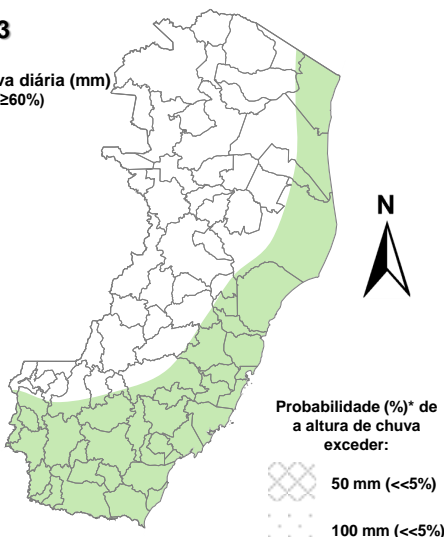 3
va diária (mm)
≥60%)
N
Probabilidade (%)* de
a altura de chuva
exceder:
50 mm (<<5%)
100 mm (<<5%)